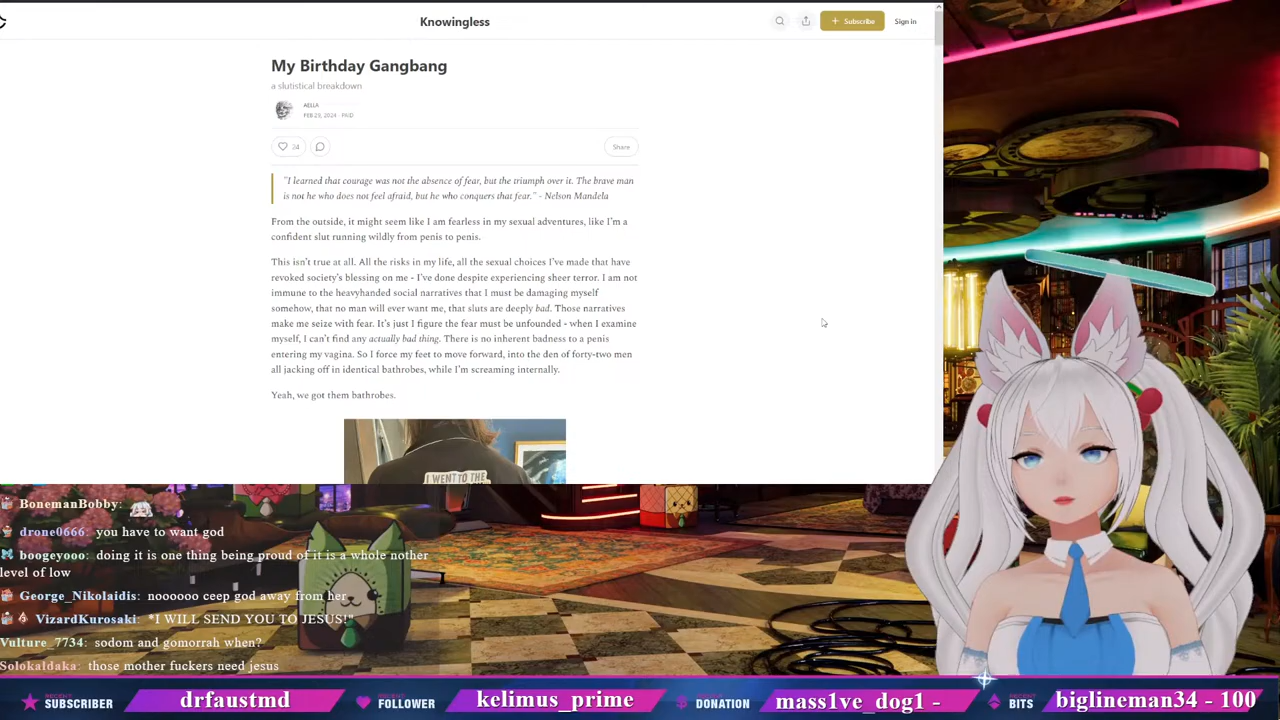 Knowingless
Subscribe
Sign in
My Birthday Gangbang
a slutistical breakdown
AELLA
FEB 29, 2024 · PAID
24
Share
"I learned that courage was not the absence of fear, but the triumph over it. The brave man
is not he who does not feel afraid, but he who conquers that fear." - Nelson Mandela
From the outside, it might seem like I am fearless in my sexual adventures, like I'm a
confident slut running wildly from penis to penis.
This isn't true at all. All the risks in my life, all the sexual choices I've made that have
revoked society's blessing on me - I've done despite experiencing sheer terror. I am not
immune to the heavyhanded social narratives that I must be damaging myself
somehow, that no man will ever want me, that sluts are deeply bad. Those narratives
make me seize with fear. It's just I figure the fear must be unfounded - when I examine
myself, I can't find any actually bad thing. There is no inherent badness to a penis
entering my vagina. So I force my feet to move forward, into the den of forty-two men
all jacking off in identical bathrobes, while I'm screaming internally.
Yeah, we got them bathrobes.
I WENT TO THE
BonemanBobby:
drone0666: you have to want god
boogeyooo: doing it is one thing being proud of it is a whole nother
level of low
George_Nikolaidis: noooooo ceep god away from her
VizardKurosaki: *I WILL SEND YOU TO JESUS!"
Vulture_7734: sodom and gomorrah when?
Solokaldaka: those mother fuckers need jesus
RECENT
SUBSCRIBER
drfaustmd
RECENT
FOLLOWER
kelimus_prime
RECENT
DONATION
mass1ve_dog1 -
RECENT
BITS
biglineman34 - 100